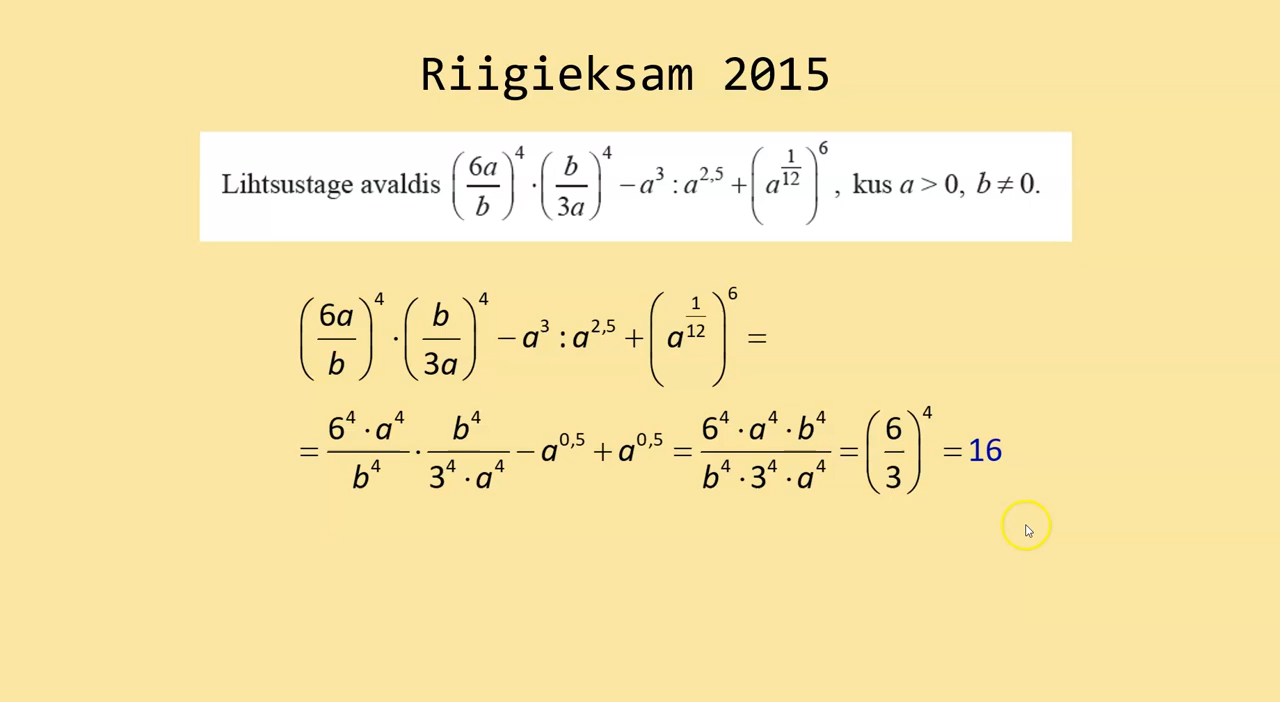 Riigieksam 2015
Lihtsustage avaldis (6a/b)^4 · (b/3a)^4 − a^3 : a^2,5 + (a^(1/12))^6 , kus a > 0, b ≠ 0.
(6a/b)^4 · (b/3a)^4 − a^3 : a^2,5 + (a^(1/12))^6 =
= (6^4 · a^4)/b^4 · b^4/(3^4 · a^4) − a^0,5 + a^0,5 = (6^4 · a^4 · b^4)/(b^4 · 3^4 · a^4) = (6/3)^4 = 16